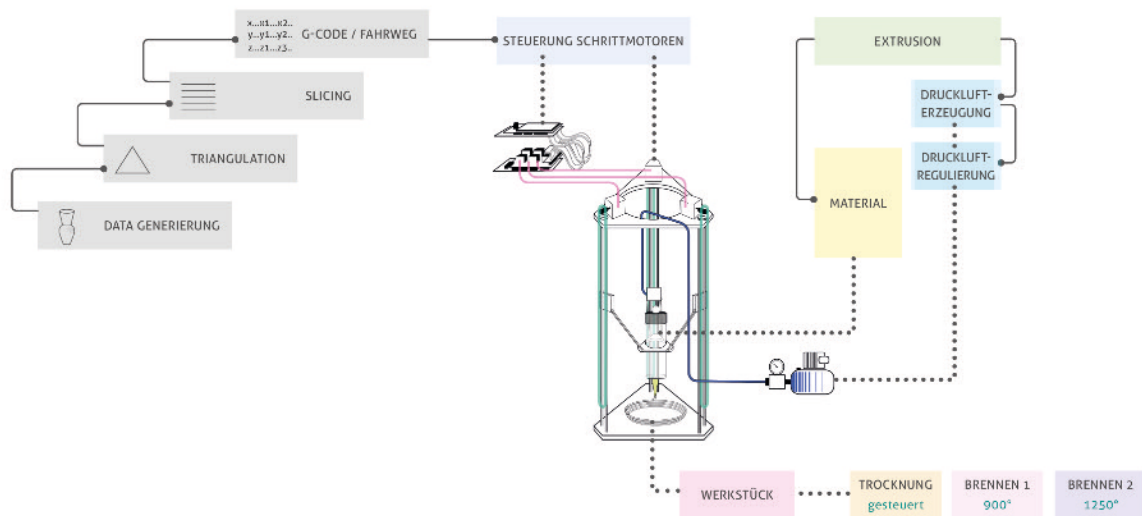 x...x1...x2..
y...y1...y2..
z...z1...z3..
G-CODE / FAHRWEG
SLICING
TRIANGULATION
DATA GENERIERUNG
STEUERUNG SCHRITTMOTOREN
EXTRUSION
DRUCKLUFT-
ERZEUGUNG
DRUCKLUFT-
REGULIERUNG
MATERIAL
WERKSTÜCK
TROCKNUNG
gesteuert
BRENNEN 1
900°
BRENNEN 2
1250°